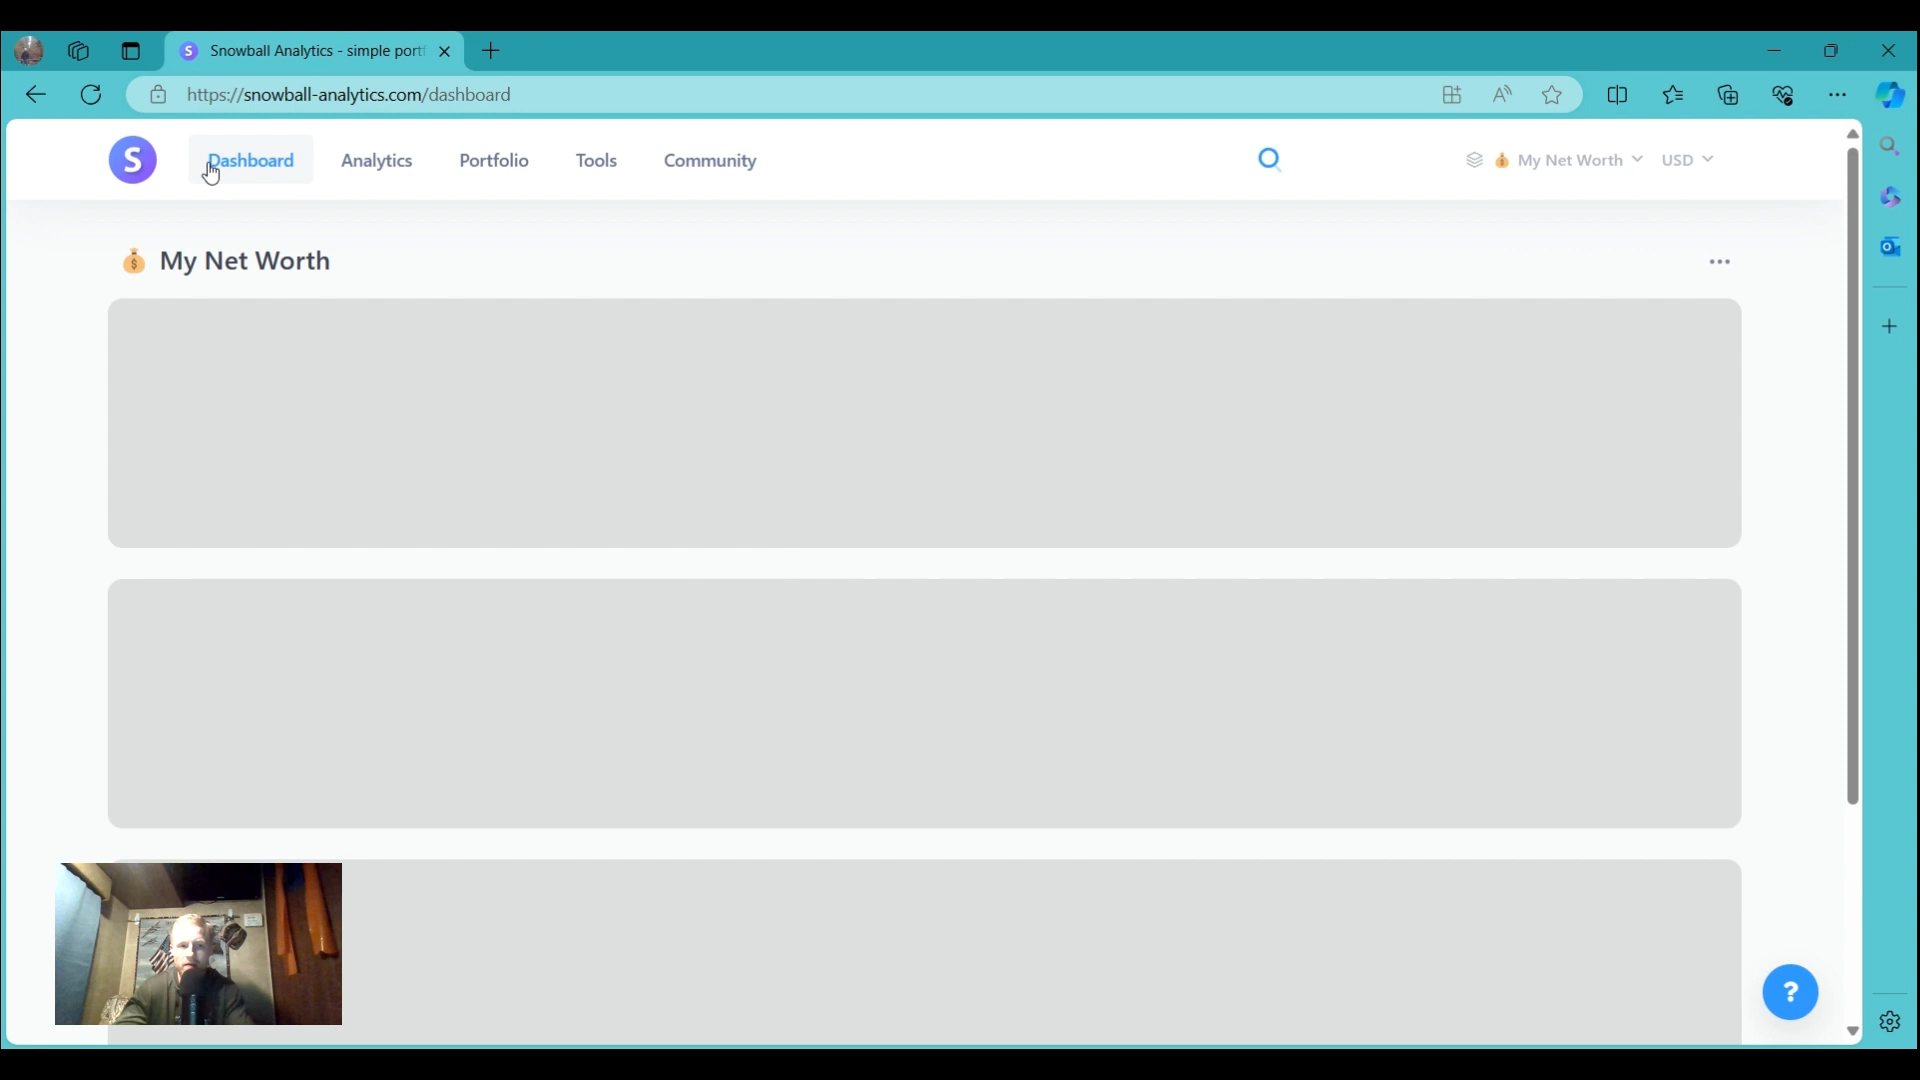 Snowball Analytics - simple portf
https://snowball-analytics.com/dashboard
S
Dashboard
Analytics
Portfolio
Tools
Community
My Net Worth
USD
My Net Worth
?